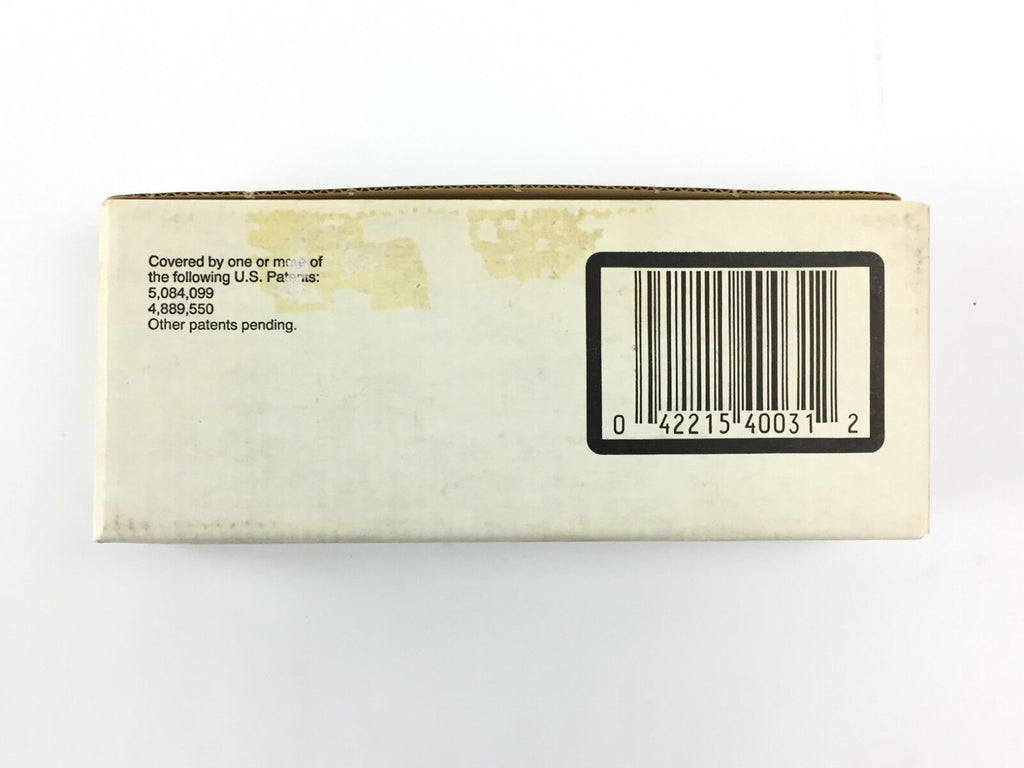 Covered by one or more of
the following U.S. Patents:
5,084,099
4,889,550
Other patents pending.
0 42215 40031 2